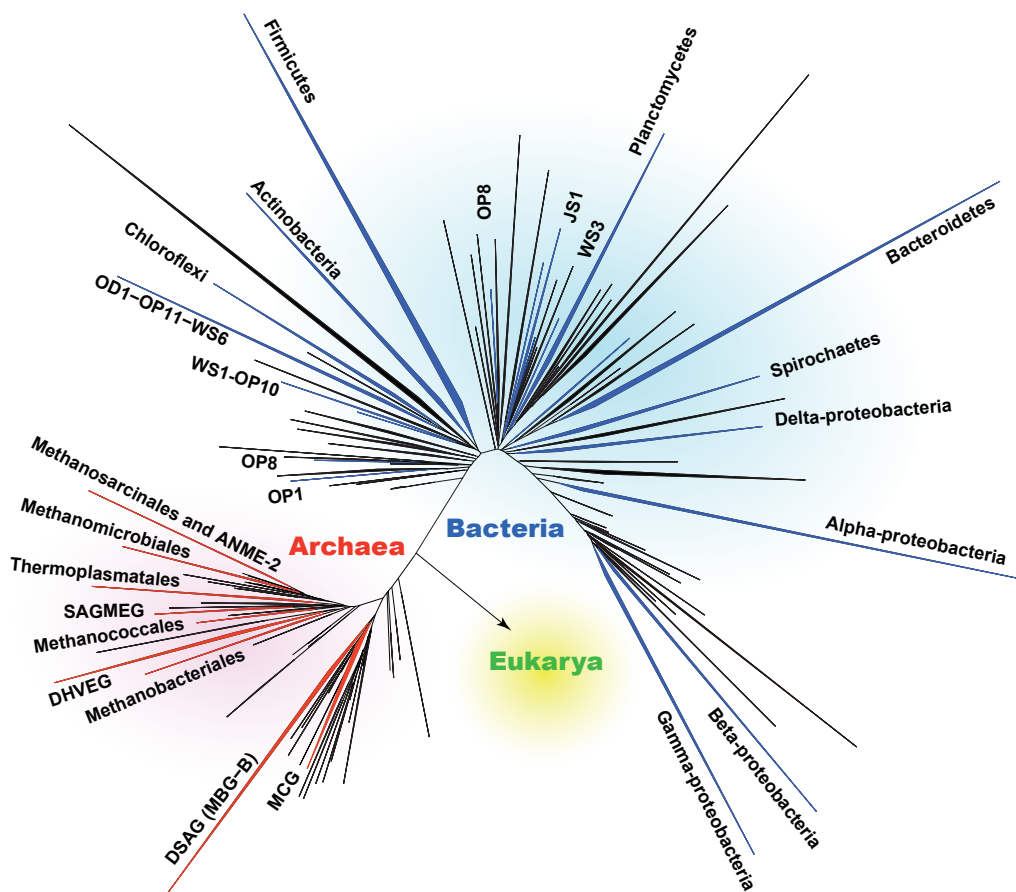 Firmicutes
Planctomycetes
Actinobacteria
OP8
JS1
WS3
Bacteroidetes
Chloroflexi
OD1−OP11−WS6
WS1-OP10
Spirochaetes
Delta-proteobacteria
OP8
OP1
Methanosarcinales and ANME-2
Methanomicrobiales
Archaea
Bacteria
Alpha-proteobacteria
Thermoplasmatales
SAGMEG
Methanococcales
DHVEG
Methanobacteriales
Eukarya
DSAG (MBG−B)
MCG
Gamma-proteobacteria
Beta-proteobacteria